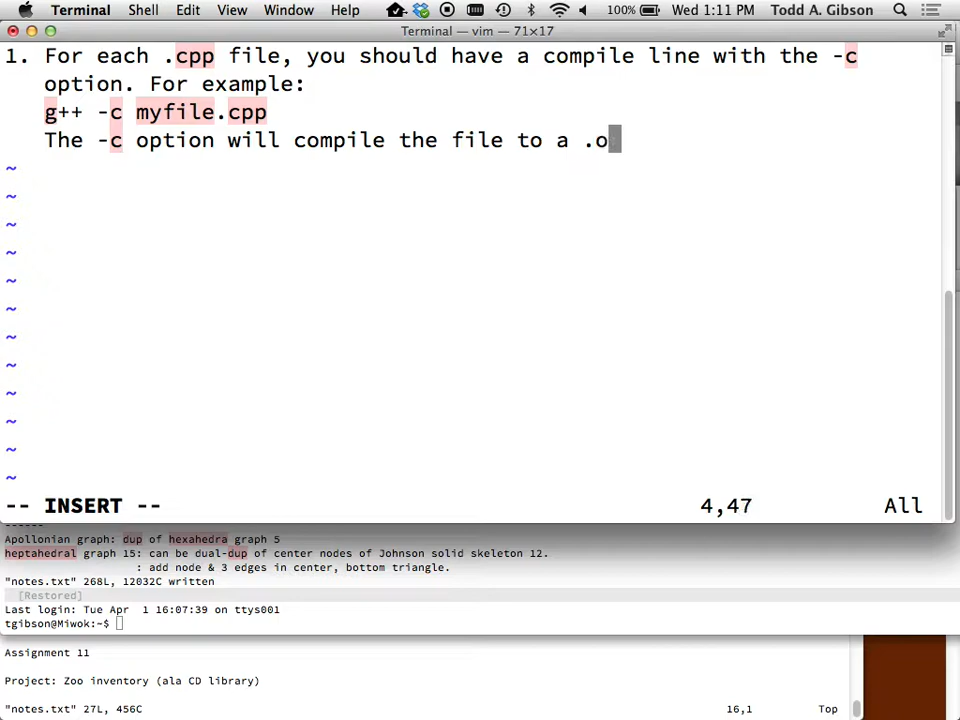 Terminal Shell Edit View Window Help 100% Wed 1:11 PM Todd A. Gibson
Terminal — vim — 71×17
1. For each .cpp file, you should have a compile line with the -c
option. For example:
g++ -c myfile.cpp
The -c option will compile the file to a .o
~
~
~
~
~
~
~
~
~
~
~
~
-- INSERT -- 4,47 All
------
Apollonian graph: dup of hexahedra graph 5
heptahedral graph 15: can be dual-dup of center nodes of Johnson solid skeleton 12.
: add node & 3 edges in center, bottom triangle.
"notes.txt" 268L, 12032C written
[Restored]
Last login: Tue Apr  1 16:07:39 on ttys001
tgibson@Miwok:~$
Assignment 11
Project: Zoo inventory (ala CD library)
"notes.txt" 27L, 456C 16,1 Top